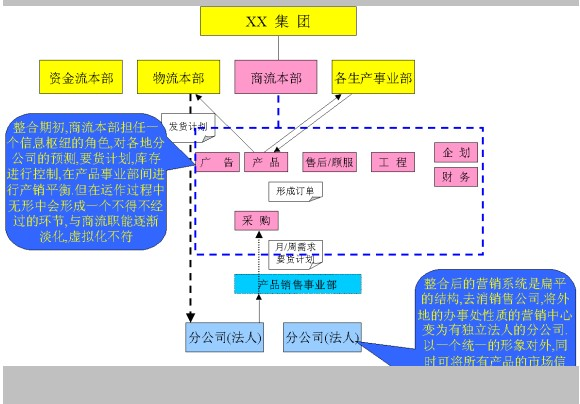 XX 集 团
资金流本部
物流本部
商流本部
各生产事业部
发货计划
整合期初,商流本部担任一
个信息枢纽的角色,对各地分
公司的预测,要货计划,库存
进行控制,在产品事业部间进
行产销平衡.但在运作过程中
无形中会形成一个不得不经
过的环节,与商流职能逐渐
淡化,虚拟化不符
广 告
产 品
售后/顾服
工 程
企 划
财 务
形成订单
采 购
月/周需求
要货计划
产品销售事业部
分公司(法人)
分公司(法人)
整合后的营销系统是扁平
的结构,去消销售公司,将外
地的办事处性质的营销中心
变为有独立法人的分公司.
以一个统一的形象对外,同
时可将所有产品的市场信